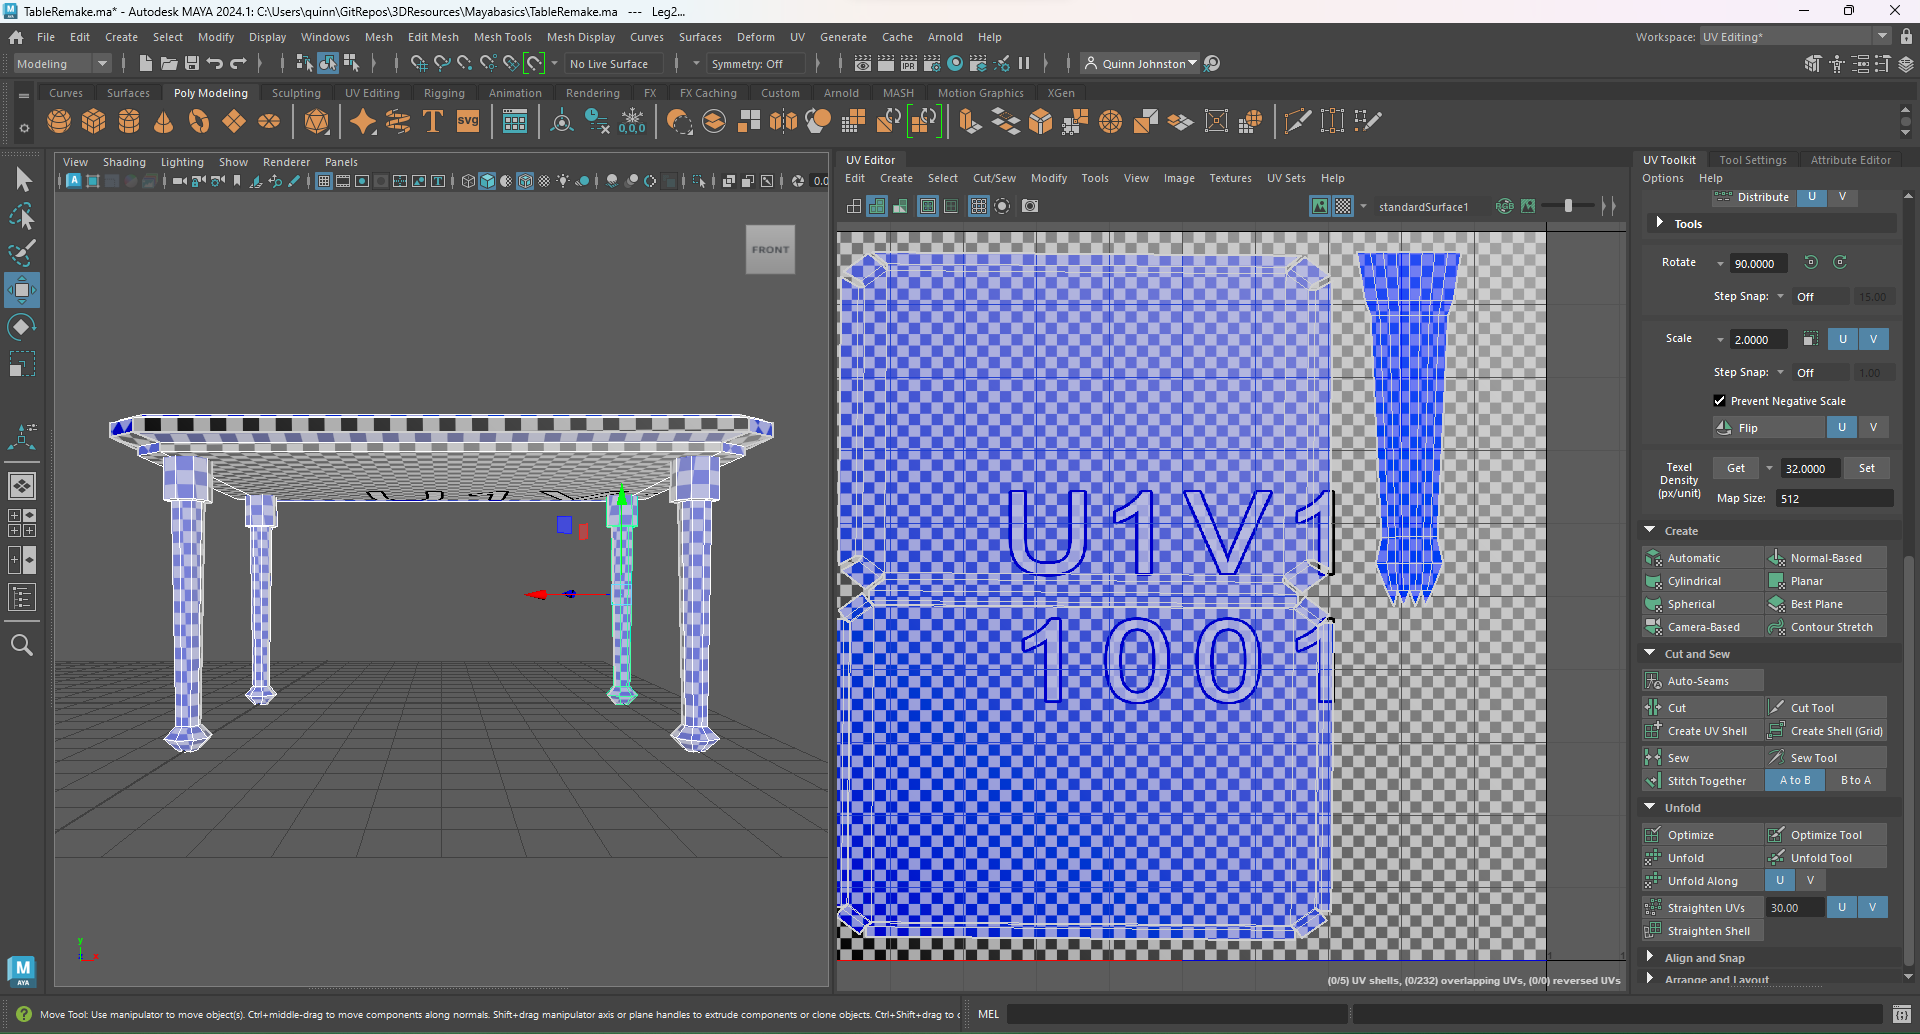 TableRemake.ma* - Autodesk MAYA 2024.1: C:\Users\quinn\GitRepos\3DResources\Mayabasics\TableRemake.ma   ---   Leg2...
File Edit Create Select Modify Display Windows Mesh Edit Mesh Mesh Tools Mesh Display Curves Surfaces Deform UV Generate Cache Arnold Help
Workspace: UV Editing*
Modeling No Live Surface Symmetry: Off IPR Quinn Johnston
Curves Surfaces Poly Modeling Sculpting UV Editing Rigging Animation Rendering FX FX Caching Custom Arnold MASH Motion Graphics XGen
T SVG 0,0,0
View Shading Lighting Show Renderer Panels
0.0
FRONT
y
x
UV Editor
Edit Create Select Cut/Sew Modify Tools View Image Textures UV Sets Help
standardSurface1 RGB
U1V1
1001
(0/5) UV shells, (0/232) overlapping UVs, (0/0) reversed UVs
UV Toolkit Tool Settings Attribute Editor
Options Help
Distribute U V
Tools
Rotate 90.0000
Step Snap: Off 15.00
Scale 2.0000 U V
Step Snap: Off 1.00
Prevent Negative Scale
Flip U V
Texel Density (px/unit) Get 32.0000 Set
Map Size: 512
Create
Automatic Normal-Based
Cylindrical Planar
Spherical Best Plane
Camera-Based Contour Stretch
Cut and Sew
Auto-Seams
Cut Cut Tool
Create UV Shell Create Shell (Grid)
Sew Sew Tool
Stitch Together A to B B to A
Unfold
Optimize Optimize Tool
Unfold Unfold Tool
Unfold Along U V
Straighten UVs 30.00 U V
Straighten Shell
Align and Snap
Arrange and Layout
M
AYA
Move Tool: Use manipulator to move object(s). Ctrl+middle-drag to move components along normals. Shift+drag manipulator axis or plane handles to extrude components or clone objects. Ctrl+Shift+drag to c
MEL